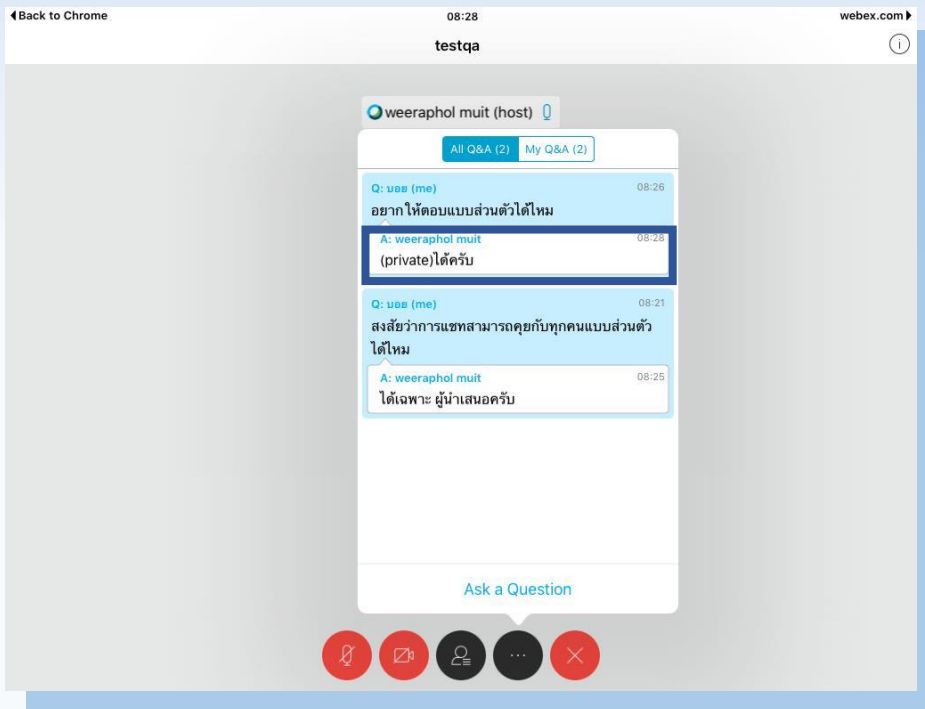 Back to Chrome 08:28 webex.com
testqa
weeraphol muit (host)
All Q&A (2) My Q&A (2)
Q: บอย (me) 08:26
อยากให้ตอบแบบส่วนตัวได้ไหม
A: weeraphol muit 08:28
(private)ได้ครับ
Q: บอย (me) 08:21
สงสัยว่าการแชทสามารถคุยกับทุกคนแบบส่วนตัว
ได้ไหม
A: weeraphol muit 08:25
ได้เฉพาะ ผู้นำเสนอครับ
Ask a Question